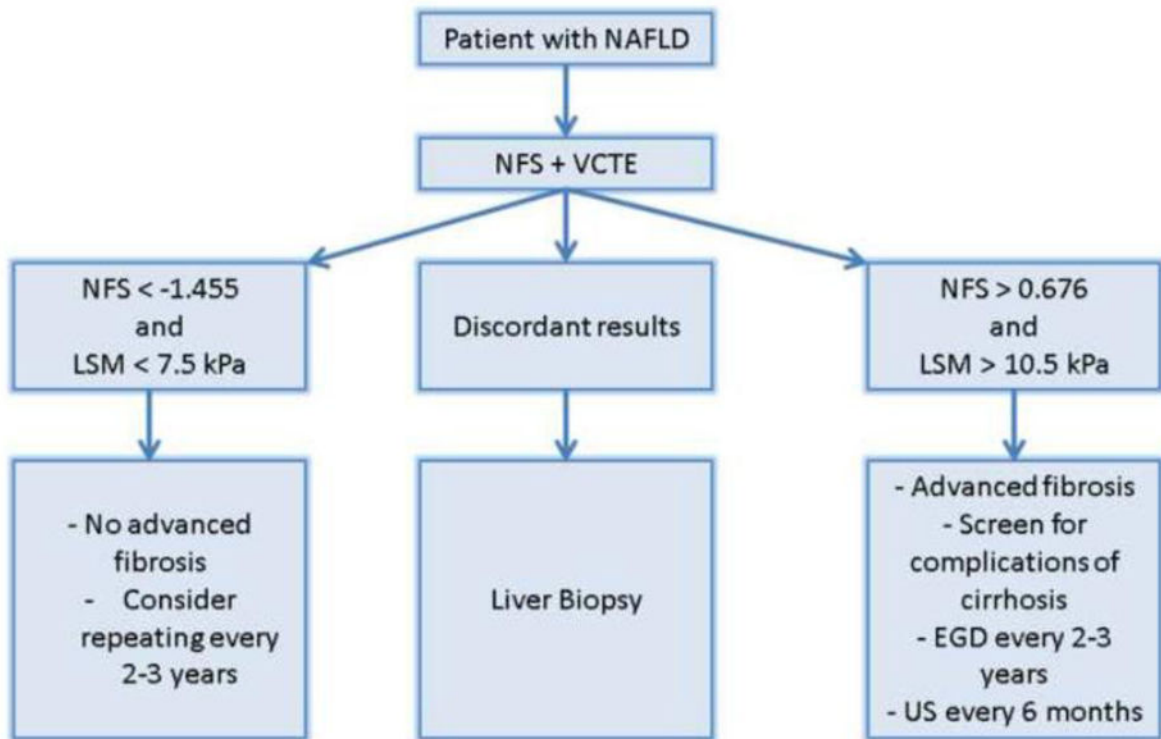 Patient with NAFLD
NFS + VCTE
NFS < -1.455
and
LSM < 7.5 kPa
Discordant results
NFS > 0.676
and
LSM > 10.5 kPa
- No advanced
fibrosis
- Consider
repeating every
2-3 years
Liver Biopsy
- Advanced fibrosis
- Screen for
complications of
cirrhosis
- EGD every 2-3
years
- US every 6 months